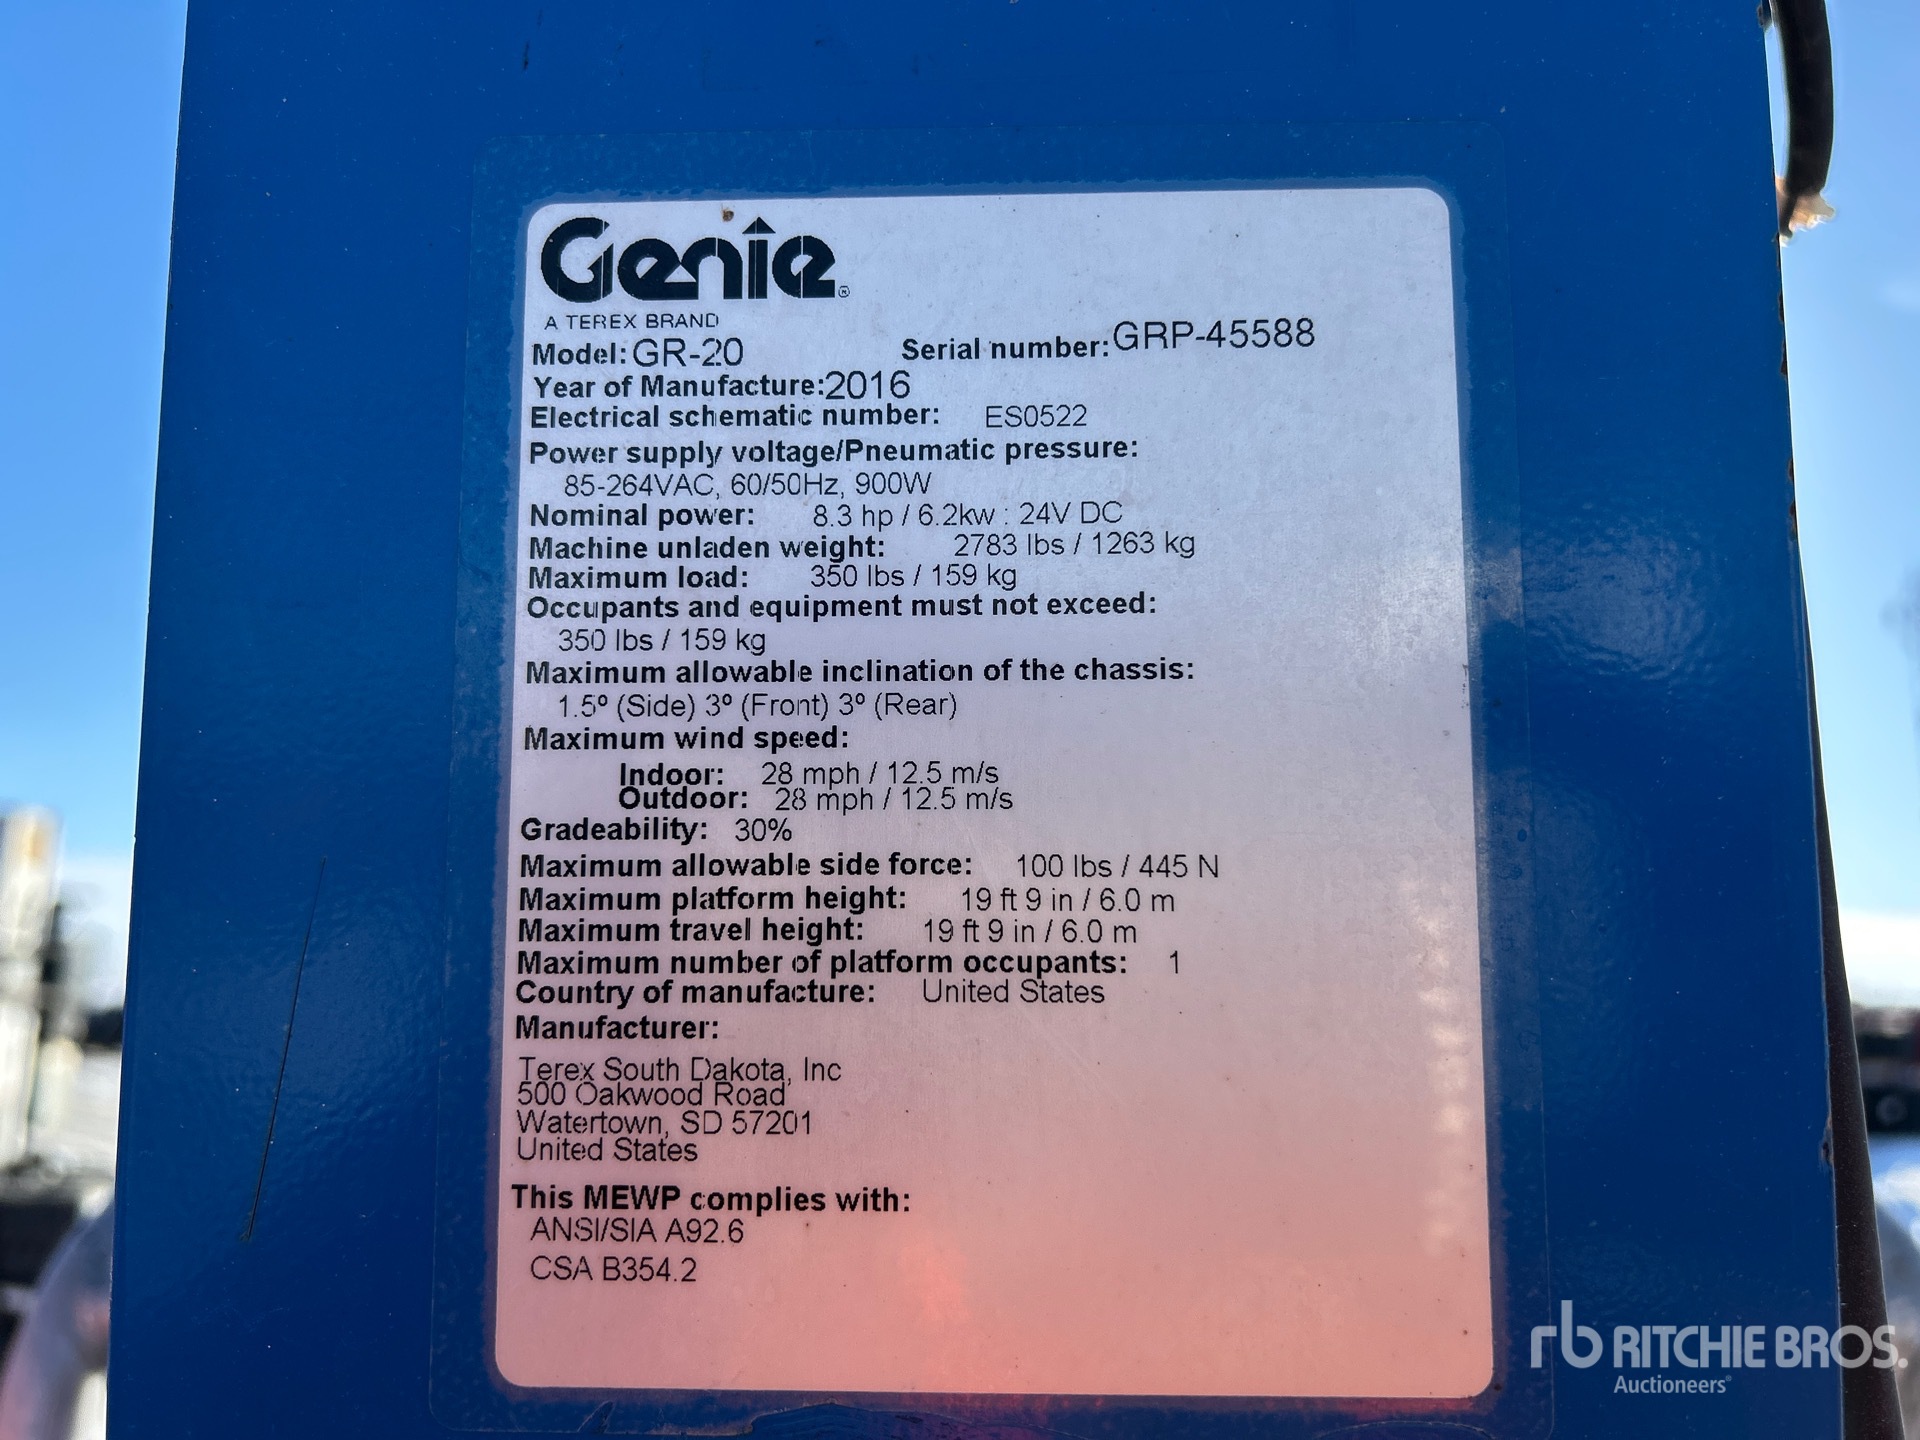 Genie®
A TEREX BRAND
Model: GR-20 Serial number: GRP-45588
Year of Manufacture: 2016
Electrical schematic number: ES0522
Power supply voltage/Pneumatic pressure:
85-264VAC, 60/50Hz, 900W
Nominal power: 8.3 hp / 6.2kw : 24V DC
Machine unladen weight: 2783 lbs / 1263 kg
Maximum load: 350 lbs / 159 kg
Occupants and equipment must not exceed:
350 lbs / 159 kg
Maximum allowable inclination of the chassis:
1.5º (Side) 3º (Front) 3º (Rear)
Maximum wind speed:
Indoor: 28 mph / 12.5 m/s
Outdoor: 28 mph / 12.5 m/s
Gradeability: 30%
Maximum allowable side force: 100 lbs / 445 N
Maximum platform height: 19 ft 9 in / 6.0 m
Maximum travel height: 19 ft 9 in / 6.0 m
Maximum number of platform occupants: 1
Country of manufacture: United States
Manufacturer:
Terex South Dakota, Inc
500 Oakwood Road
Watertown, SD 57201
United States
This MEWP complies with:
ANSI/SIA A92.6
CSA B354.2
rb RITCHIE BROS.
Auctioneers®